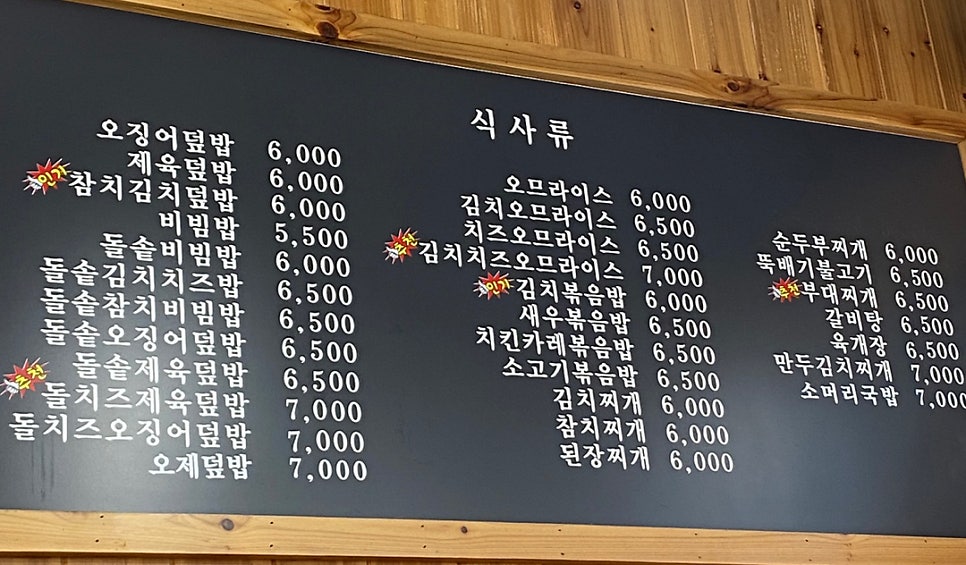 식사류
오징어덮밥 6,000
제육덮밥 6,000
인기 참치김치덮밥 6,000
비빔밥 5,500
돌솥비빔밥 6,000
돌솥김치치즈밥 6,500
돌솥참치비빔밥 6,500
돌솥오징어덮밥 6,500
돌솥제육덮밥 6,500
추천 돌치즈제육덮밥 7,000
돌치즈오징어덮밥 7,000
오제덮밥 7,000
오므라이스 6,000
김치오므라이스 6,500
치즈오므라이스 6,500
추천 김치치즈오므라이스 7,000
인기 김치볶음밥 6,000
새우볶음밥 6,500
치킨카레볶음밥 6,500
소고기볶음밥 6,500
김치찌개 6,000
참치찌개 6,000
된장찌개 6,000
순두부찌개 6,000
뚝배기불고기 6,500
추천 부대찌개 6,500
갈비탕 6,500
육개장 6,500
만두김치찌개 7,000
소머리국밥 7,000